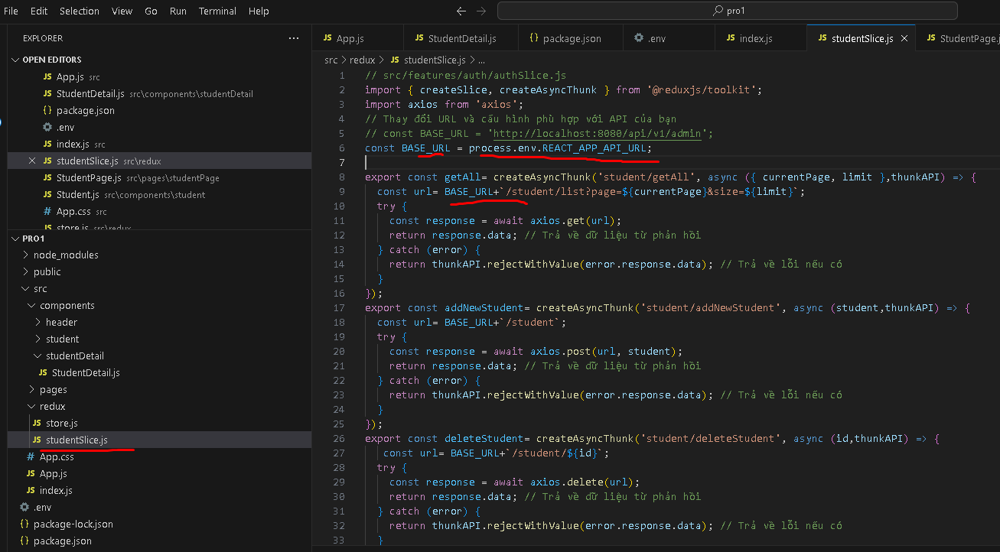 File Edit Selection View Go Run Terminal Help
pro1
EXPLORER
OPEN EDITORS
JS App.js src
JS StudentDetail.js src\components\studentDetail
{} package.json
.env
JS index.js src
JS studentSlice.js src\redux
JS StudentPage.js src\pages\studentPage
JS Student.js src\components\student
# App.css src
JS store.js src\redux
PRO1
node_modules
public
src
components
header
student
studentDetail
JS StudentDetail.js
pages
redux
JS store.js
JS studentSlice.js
# App.css
JS App.js
JS index.js
.env
{} package-lock.json
{} package.json
JS App.js JS StudentDetail.js {} package.json .env JS index.js JS studentSlice.js JS StudentPage.j
src > redux > JS studentSlice.js > ...
1 // src/features/auth/authSlice.js
2 import { createSlice, createAsyncThunk } from '@reduxjs/toolkit';
3 import axios from 'axios';
4 // Thay đổi URL và cấu hình phù hợp với API của bạn
5 // const BASE_URL = 'http://localhost:8080/api/v1/admin';
6 const BASE_URL = process.env.REACT_APP_API_URL;
7
8 export const getAll= createAsyncThunk('student/getAll', async ({ currentPage, limit },thunkAPI) => {
9 const url= BASE_URL+`/student/list?page=${currentPage}&size=${limit}`;
10 try {
11 const response = await axios.get(url);
12 return response.data; // Trả về dữ liệu từ phản hồi
13 } catch (error) {
14 return thunkAPI.rejectWithValue(error.response.data); // Trả về lỗi nếu có
15 }
16 });
17 export const addNewStudent= createAsyncThunk('student/addNewStudent', async (student,thunkAPI) => {
18 const url= BASE_URL+`/student`;
19 try {
20 const response = await axios.post(url, student);
21 return response.data; // Trả về dữ liệu từ phản hồi
22 } catch (error) {
23 return thunkAPI.rejectWithValue(error.response.data); // Trả về lỗi nếu có
24 }
25 });
26 export const deleteStudent= createAsyncThunk('student/deleteStudent', async (id,thunkAPI) => {
27 const url= BASE_URL+`/student/${id}`;
28 try {
29 const response = await axios.delete(url);
30 return response.data; // Trả về dữ liệu từ phản hồi
31 } catch (error) {
32 return thunkAPI.rejectWithValue(error.response.data); // Trả về lỗi nếu có
33 }